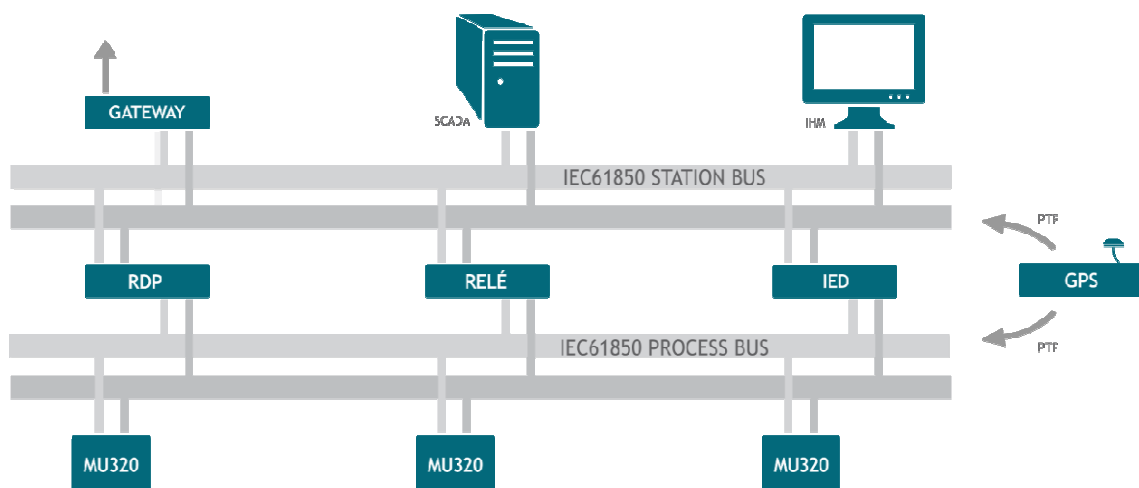 GATEWAY
SCADA
IHM
IEC61850 STATION BUS
PTP
RDP
RELÉ
IED
GPS
IEC61850 PROCESS BUS
PTP
MU320
MU320
MU320